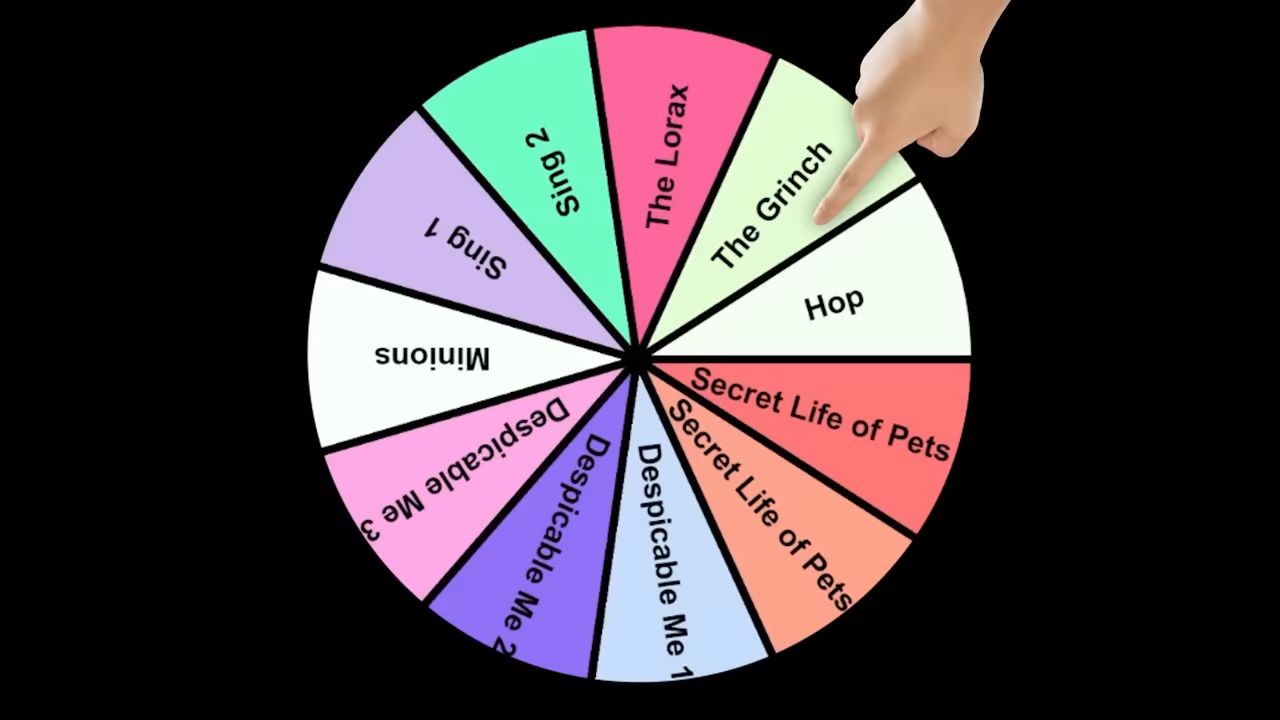 The Lorax
The Grinch
Hop
Secret Life of Pets
Secret Life of Pets
Despicable Me 1
Despicable Me 2
Despicable Me 3
Minions
Sing 1
Sing 2